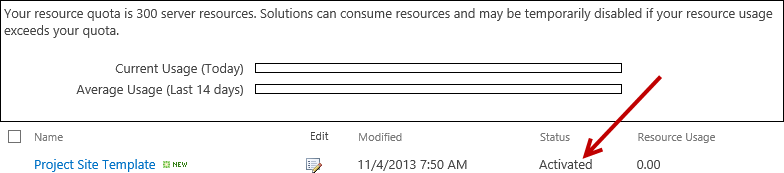 Your resource quota is 300 server resources. Solutions can consume resources and may be temporarily disabled if your resource usage
exceeds your quota.
Current Usage (Today)
Average Usage (Last 14 days)
Name Edit Modified Status Resource Usage
Project Site Template NEW 11/4/2013 7:50 AM Activated 0.00